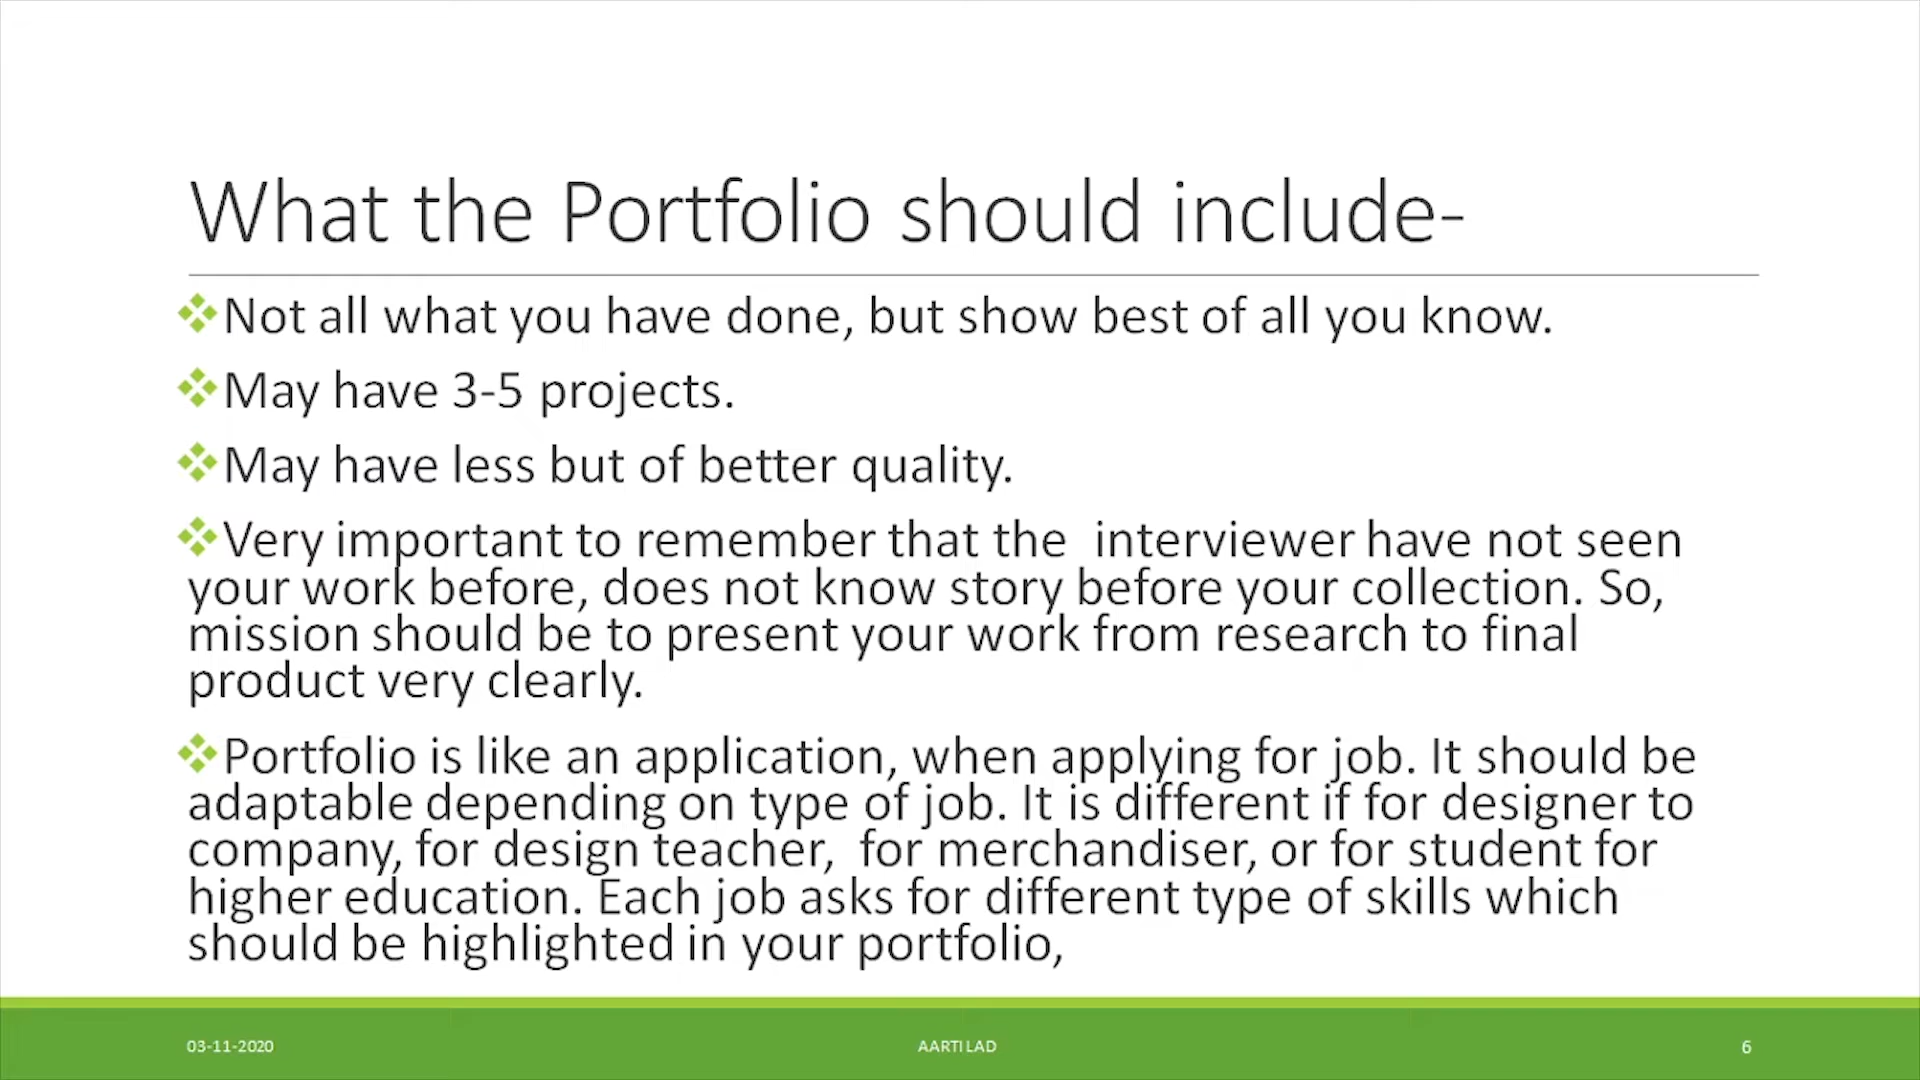 What the Portfolio should include-
Not all what you have done, but show best of all you know.
May have 3-5 projects.
May have less but of better quality.
Very important to remember that the interviewer have not seen
your work before, does not know story before your collection. So,
mission should be to present your work from research to final
product very clearly.
Portfolio is like an application, when applying for job. It should be
adaptable depending on type of job. It is different if for designer to
company, for design teacher, for merchandiser, or for student for
higher education. Each job asks for different type of skills which
should be highlighted in your portfolio,
03-11-2020
AARTI LAD
6